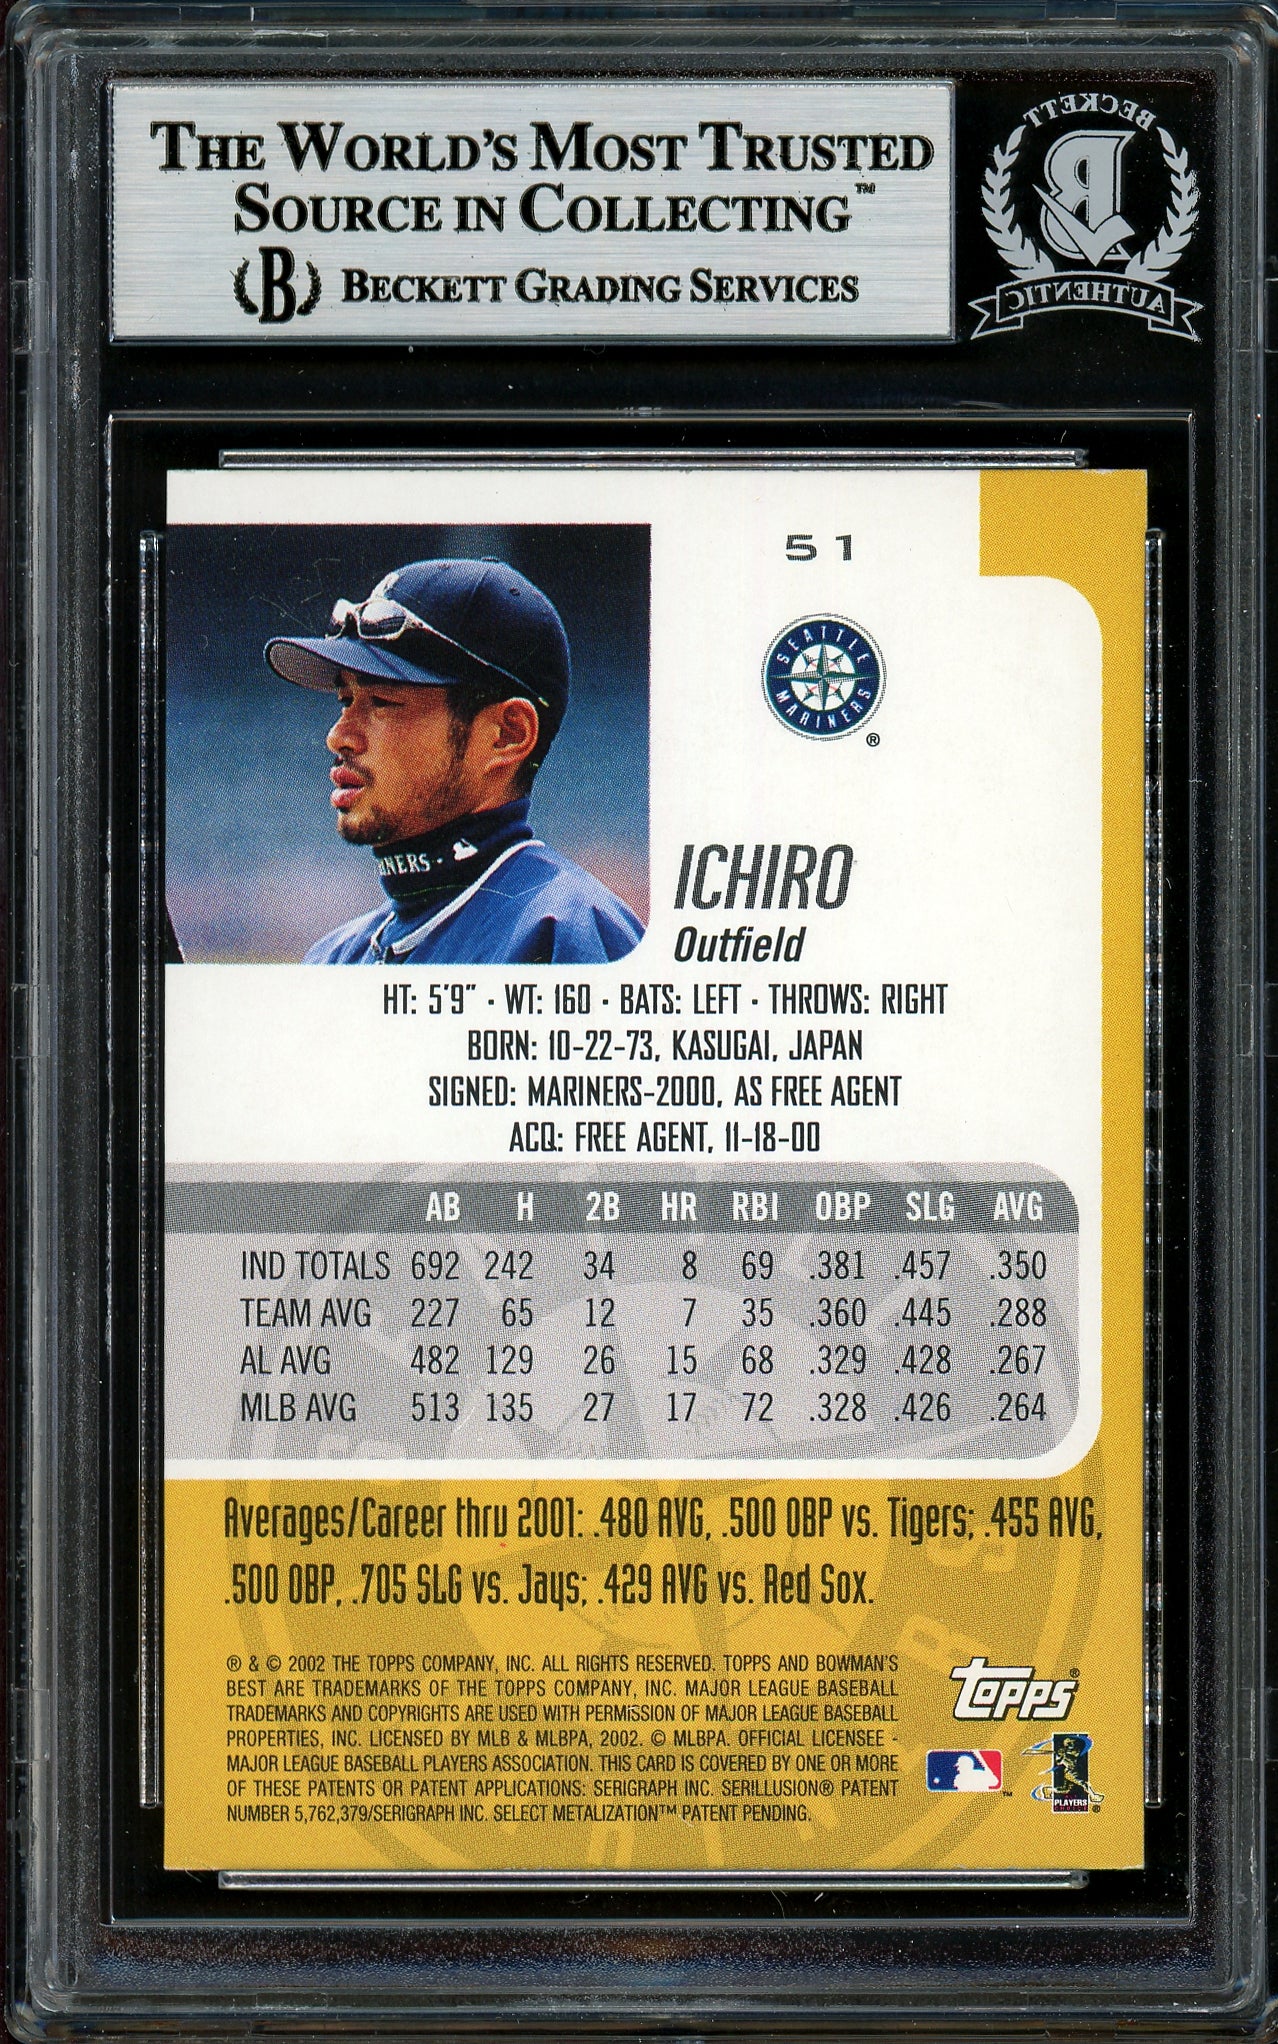 THE WORLD'S MOST TRUSTED
SOURCE IN COLLECTING™
B BECKETT GRADING SERVICES
BECKETT
B
AUTHENTIC
51
SEATTLE
MARINERS
®
INERS
ICHIRO
Outfield
HT: 5'9" · WT: 160 · BATS: LEFT · THROWS: RIGHT
BORN: 10-22-73, KASUGAI, JAPAN
SIGNED: MARINERS-2000, AS FREE AGENT
ACQ: FREE AGENT, 11-18-00
AB H 2B HR RBI OBP SLG AVG
IND TOTALS 692 242 34 8 69 .381 .457 .350
TEAM AVG 227 65 12 7 35 .360 .445 .288
AL AVG 482 129 26 15 68 .329 .428 .267
MLB AVG 513 135 27 17 72 .328 .426 .264
Averages/Career thru 2001: .480 AVG, .500 OBP vs. Tigers; .455 AVG,
.500 OBP, .705 SLG vs. Jays; .429 AVG vs. Red Sox.
® & © 2002 THE TOPPS COMPANY, INC. ALL RIGHTS RESERVED. TOPPS AND BOWMAN'S
BEST ARE TRADEMARKS OF THE TOPPS COMPANY, INC. MAJOR LEAGUE BASEBALL
TRADEMARKS AND COPYRIGHTS ARE USED WITH PERMISSION OF MAJOR LEAGUE BASEBALL
PROPERTIES, INC. LICENSED BY MLB & MLBPA, 2002. © MLBPA. OFFICIAL LICENSEE -
MAJOR LEAGUE BASEBALL PLAYERS ASSOCIATION. THIS CARD IS COVERED BY ONE OR MORE
OF THESE PATENTS OR PATENT APPLICATIONS: SERIGRAPH INC. SERILLUSION® PATENT
NUMBER 5,762,379/SERIGRAPH INC. SELECT METALIZATION™ PATENT PENDING.
topps®
™
PLAYERS
CHOICE ®